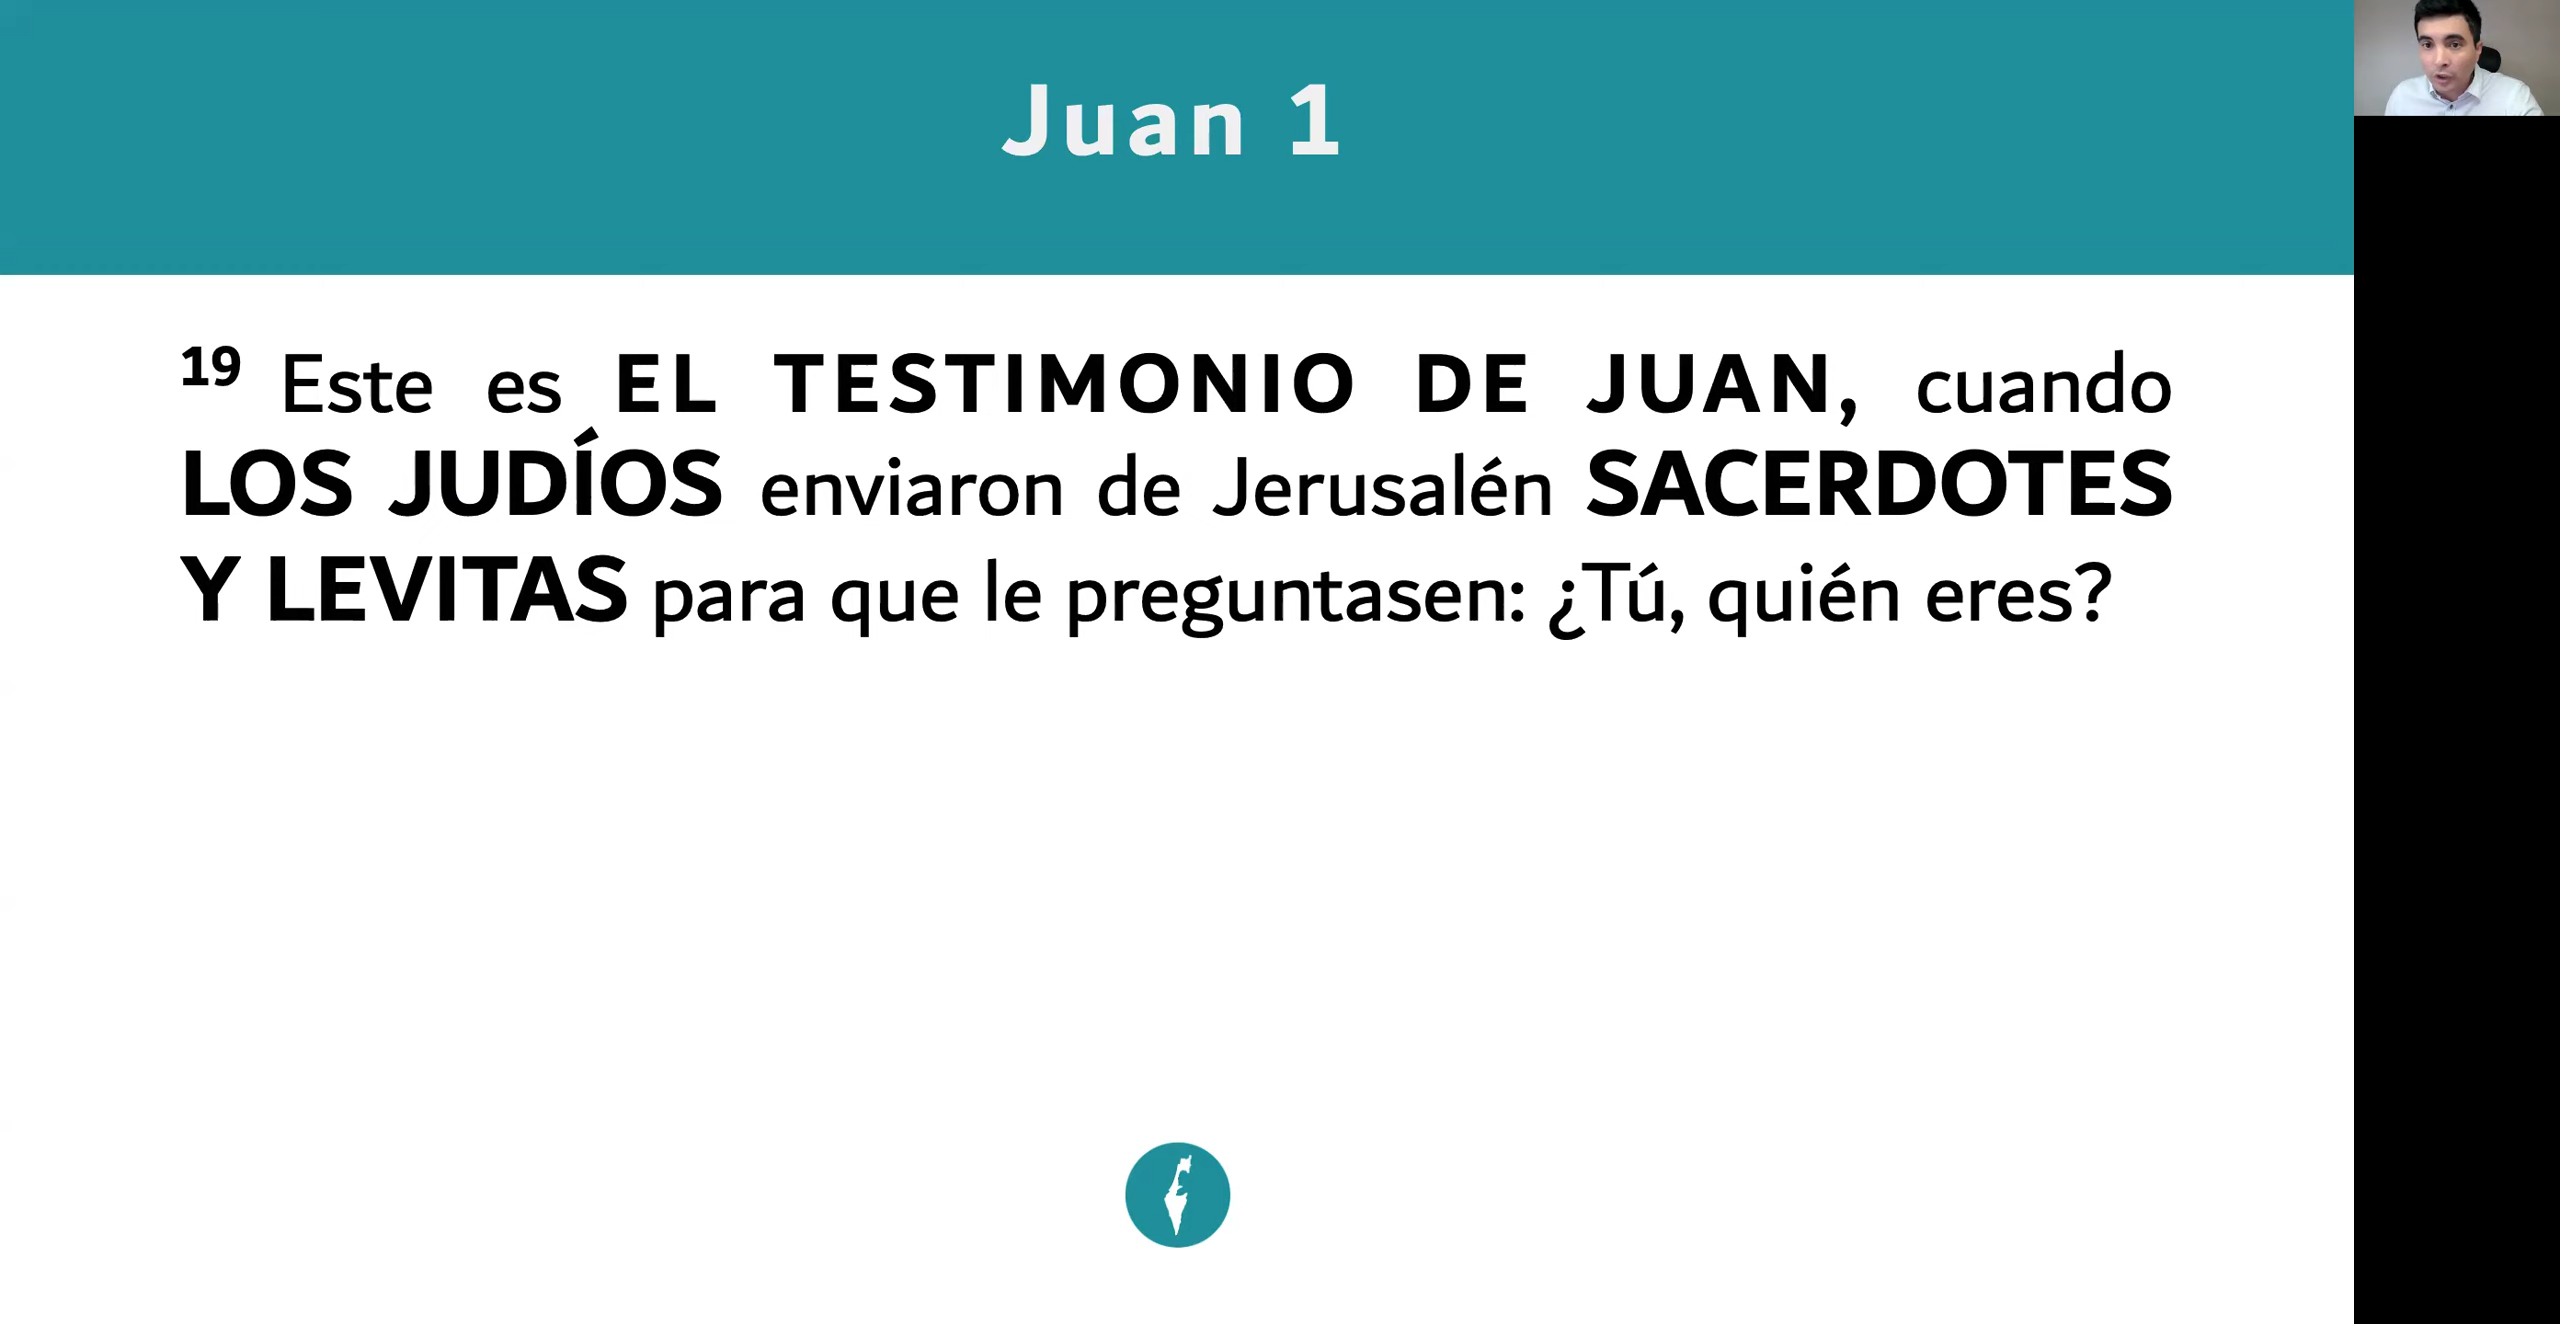 Juan 1
19 Este es EL TESTIMONIO DE JUAN, cuando
LOS JUDÍOS enviaron de Jerusalén SACERDOTES
Y LEVITAS para que le preguntasen: ¿Tú, quién eres?